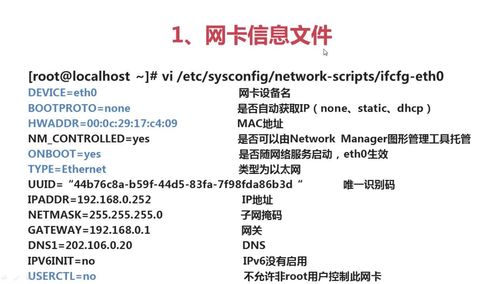 1、网卡信息文件
[root@localhost ~]# vi /etc/sysconfig/network-scripts/ifcfg-eth0
DEVICE=eth0 网卡设备名
BOOTPROTO=none 是否自动获取IP（none、static、dhcp）
HWADDR=00:0c:29:17:c4:09 MAC地址
NM_CONTROLLED=yes 是否可以由Network Manager图形管理工具托管
ONBOOT=yes 是否随网络服务启动，eth0生效
TYPE=Ethernet 类型为以太网
UUID=“44b76c8a-b59f-44d5-83fa-7f98fda86b3d“ 唯一识别码
IPADDR=192.168.0.252 IP地址
NETMASK=255.255.255.0 子网掩码
GATEWAY=192.168.0.1 网关
DNS1=202.106.0.20 DNS
IPV6INIT=no IPv6没有启用
USERCTL=no 不允许非root用户控制此网卡